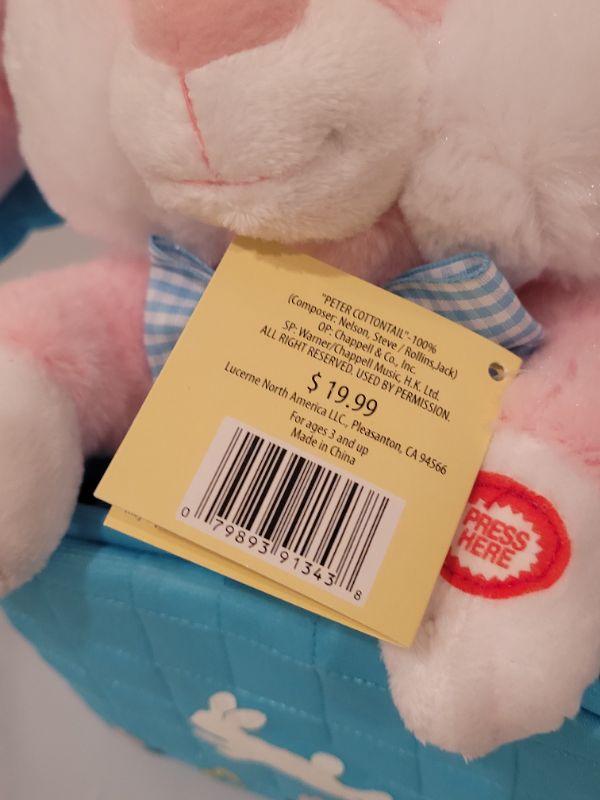 "PETER COTTONTAIL"-100%
(Composer: Nelson, Steve / Rollins,Jack)
OP: Chappell & Co., Inc.
SP: Warner/Chappell Music, H.K. Ltd.
ALL RIGHT RESERVED. USED BY PERMISSION.
$ 19.99
Lucerne North America LLC, Pleasanton, CA 94566
For ages 3 and up
Made in China
0 79893 91343 8
PRESS
HERE